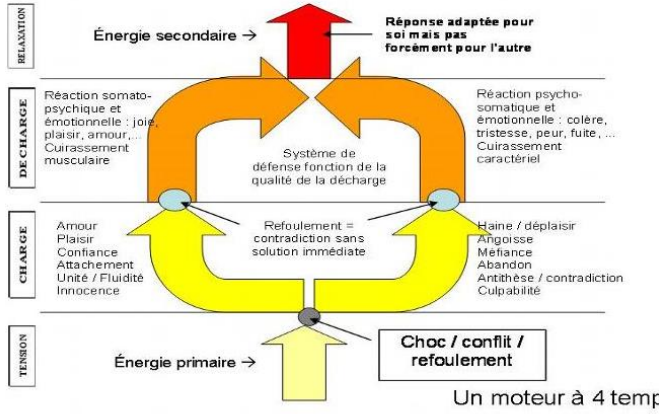 RELAXATION
Énergie secondaire →
Réponse adaptée pour
soi mais pas
forcément pour l'autre
DECHARGE
Réaction somato-
psychique et
émotionnelle : joie,
plaisir, amour,...
Cuirassement
musculaire
Système de
défense fonction de la
qualité de la décharge
Réaction psycho-
somatique et
émotionnelle : colère,
tristesse, peur, fuite, ...
Cuirassement
caractériel
CHARGE
Amour
Plaisir
Confiance
Attachement
Unité / Fluidité
Innocence
Refoulement =
contradiction sans
solution immédiate
Haine / déplaisir
Angoisse
Méfiance
Abandon
Antithèse / contradiction
Culpabilité
TENSION
Énergie primaire →
Choc / conflit /
refoulement
Un moteur à 4 temp